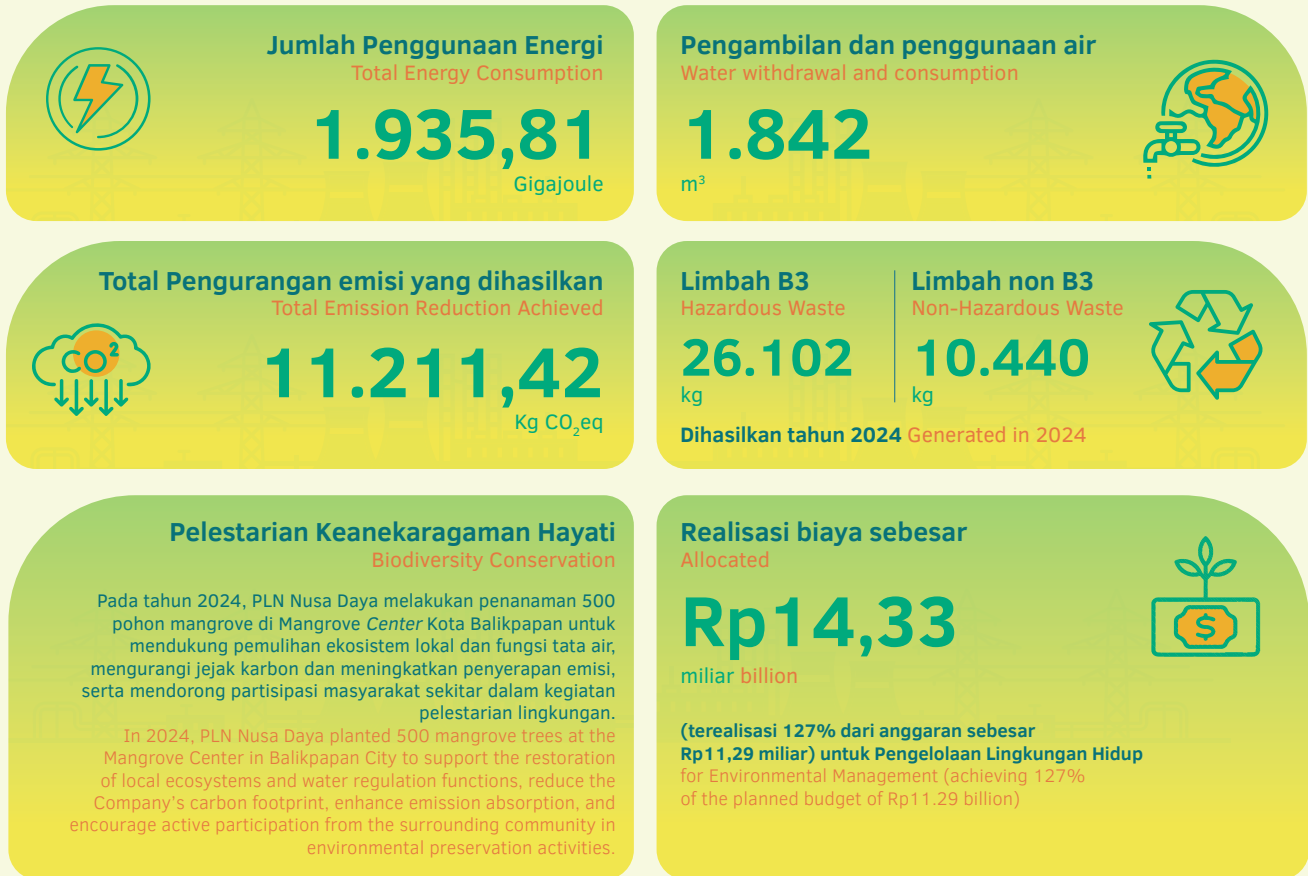 Jumlah Penggunaan Energi
Total Energy Consumption
1.935,81
Gigajoule
Pengambilan dan penggunaan air
Water withdrawal and consumption
1.842
m³
Total Pengurangan emisi yang dihasilkan
Total Emission Reduction Achieved
CO²
11.211,42
Kg CO₂eq
Limbah B3
Hazardous Waste
26.102
kg
Limbah non B3
Non-Hazardous Waste
10.440
kg
Dihasilkan tahun 2024 Generated in 2024
Pelestarian Keanekaragaman Hayati
Biodiversity Conservation
Pada tahun 2024, PLN Nusa Daya melakukan penanaman 500
pohon mangrove di Mangrove Center Kota Balikpapan untuk
mendukung pemulihan ekosistem lokal dan fungsi tata air,
mengurangi jejak karbon dan meningkatkan penyerapan emisi,
serta mendorong partisipasi masyarakat sekitar dalam kegiatan
pelestarian lingkungan.
In 2024, PLN Nusa Daya planted 500 mangrove trees at the
Mangrove Center in Balikpapan City to support the restoration
of local ecosystems and water regulation functions, reduce the
Company's carbon footprint, enhance emission absorption, and
encourage active participation from the surrounding community in
environmental preservation activities.
Realisasi biaya sebesar
Allocated
Rp14,33
miliar billion
$
(terealisasi 127% dari anggaran sebesar
Rp11,29 miliar) untuk Pengelolaan Lingkungan Hidup
for Environmental Management (achieving 127%
of the planned budget of Rp11.29 billion)